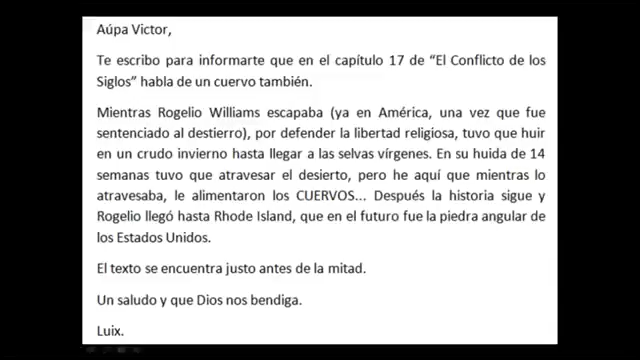 Aúpa Victor,
Te escribo para informarte que en el capítulo 17 de “El Conflicto de los
Siglos” habla de un cuervo también.
Mientras Rogelio Williams escapaba (ya en América, una vez que fue
sentenciado al destierro), por defender la libertad religiosa, tuvo que huir
en un crudo invierno hasta llegar a las selvas vírgenes. En su huida de 14
semanas tuvo que atravesar el desierto, pero he aquí que mientras lo
atravesaba, le alimentaron los CUERVOS... Después la historia sigue y
Rogelio llegó hasta Rhode Island, que en el futuro fue la piedra angular de
los Estados Unidos.
El texto se encuentra justo antes de la mitad.
Un saludo y que Dios nos bendiga.
Luix.